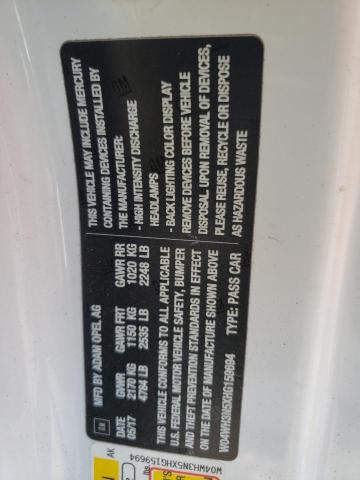 MFD BY ADAM OPEL AG
DATE GVWR GAWR FRT GAWR RR
05/17 2170 KG 1150 KG 1020 KG
4784 LB 2535 LB 2248 LB
THIS VEHICLE CONFORMS TO ALL APPLICABLE
U.S. FEDERAL MOTOR VEHICLE SAFETY, BUMPER
AND THEFT PREVENTION STANDARDS IN EFFECT
ON THE DATE OF MANUFACTURE SHOWN ABOVE
W04WH3N5XHG159694 TYPE: PASS CAR
THIS VEHICLE MAY INCLUDE MERCURY
CONTAINING DEVICES INSTALLED BY
THE MANUFACTURER:
- HIGH INTENSITY DISCHARGE
HEADLAMPS
- BACK LIGHTING COLOR DISPLAY
REMOVE DEVICES BEFORE VEHICLE
DISPOSAL UPON REMOVAL OF DEVICES,
PLEASE REUSE, RECYCLE OR DISPOSE
AS HAZARDOUS WASTE
GM
AK
W04WH3N5XHG159694